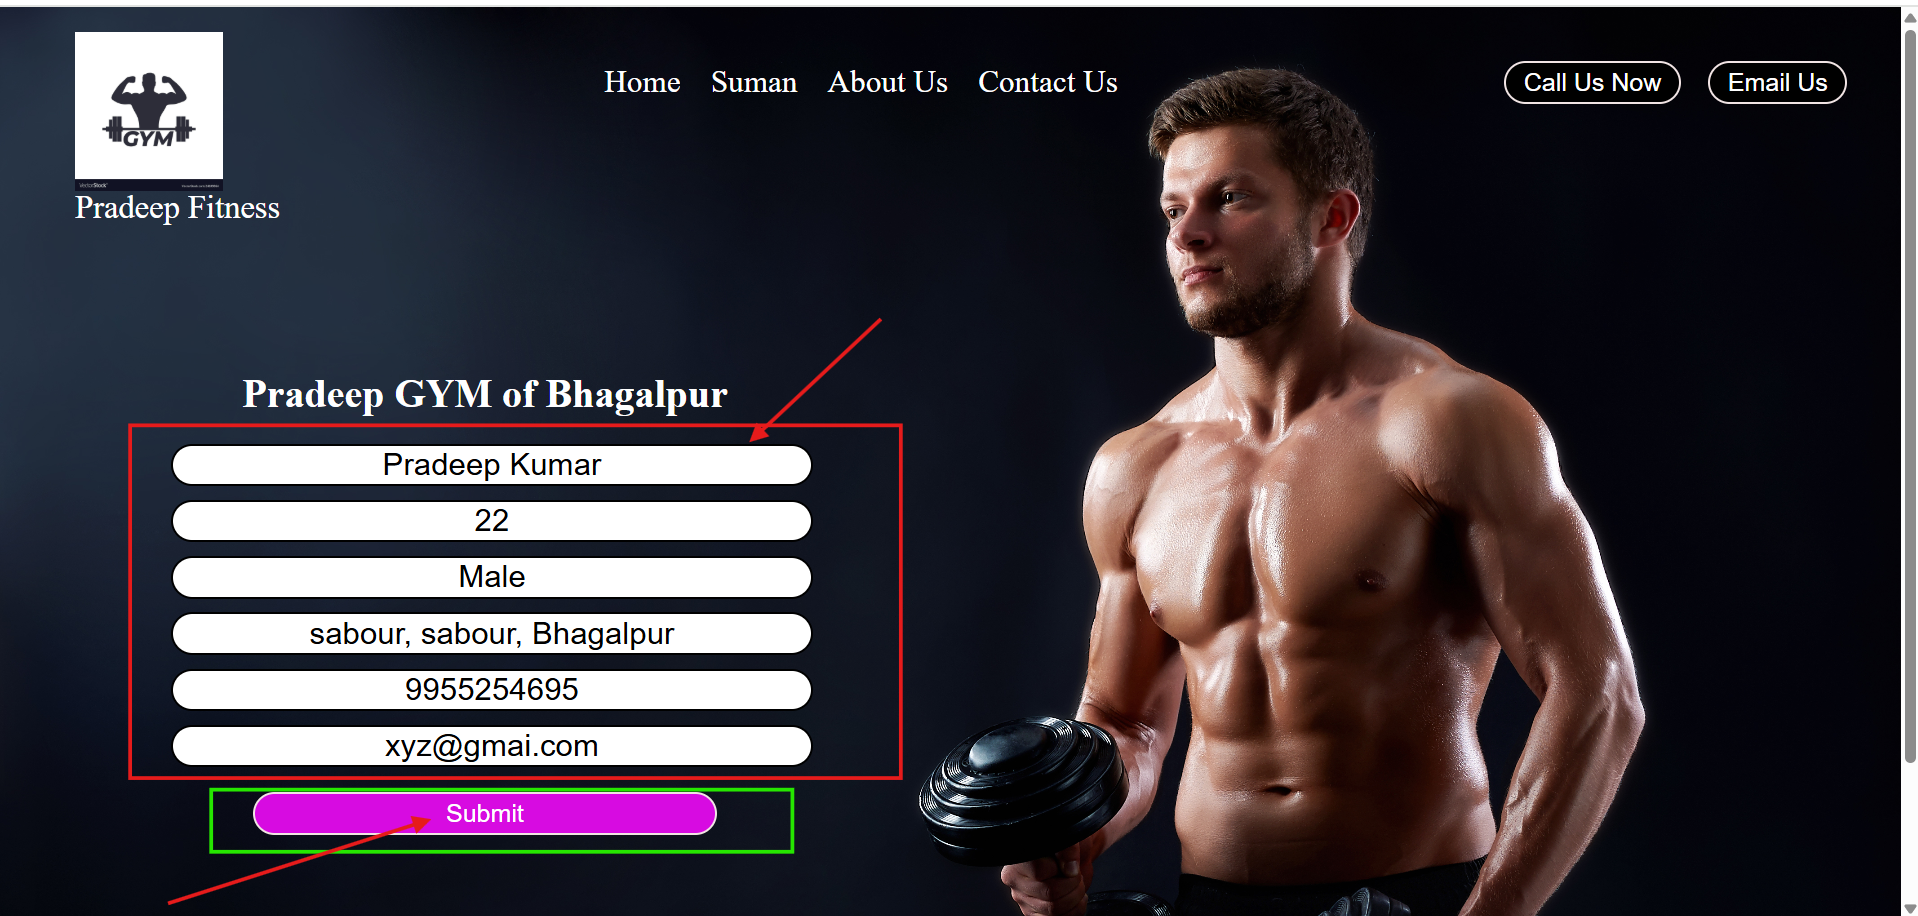 GYM
VectorStock
Pradeep Fitness
Home Suman About Us Contact Us
Call Us Now Email Us
Pradeep GYM of Bhagalpur
Pradeep Kumar
22
Male
sabour, sabour, Bhagalpur
9955254695
xyz@gmai.com
Submit